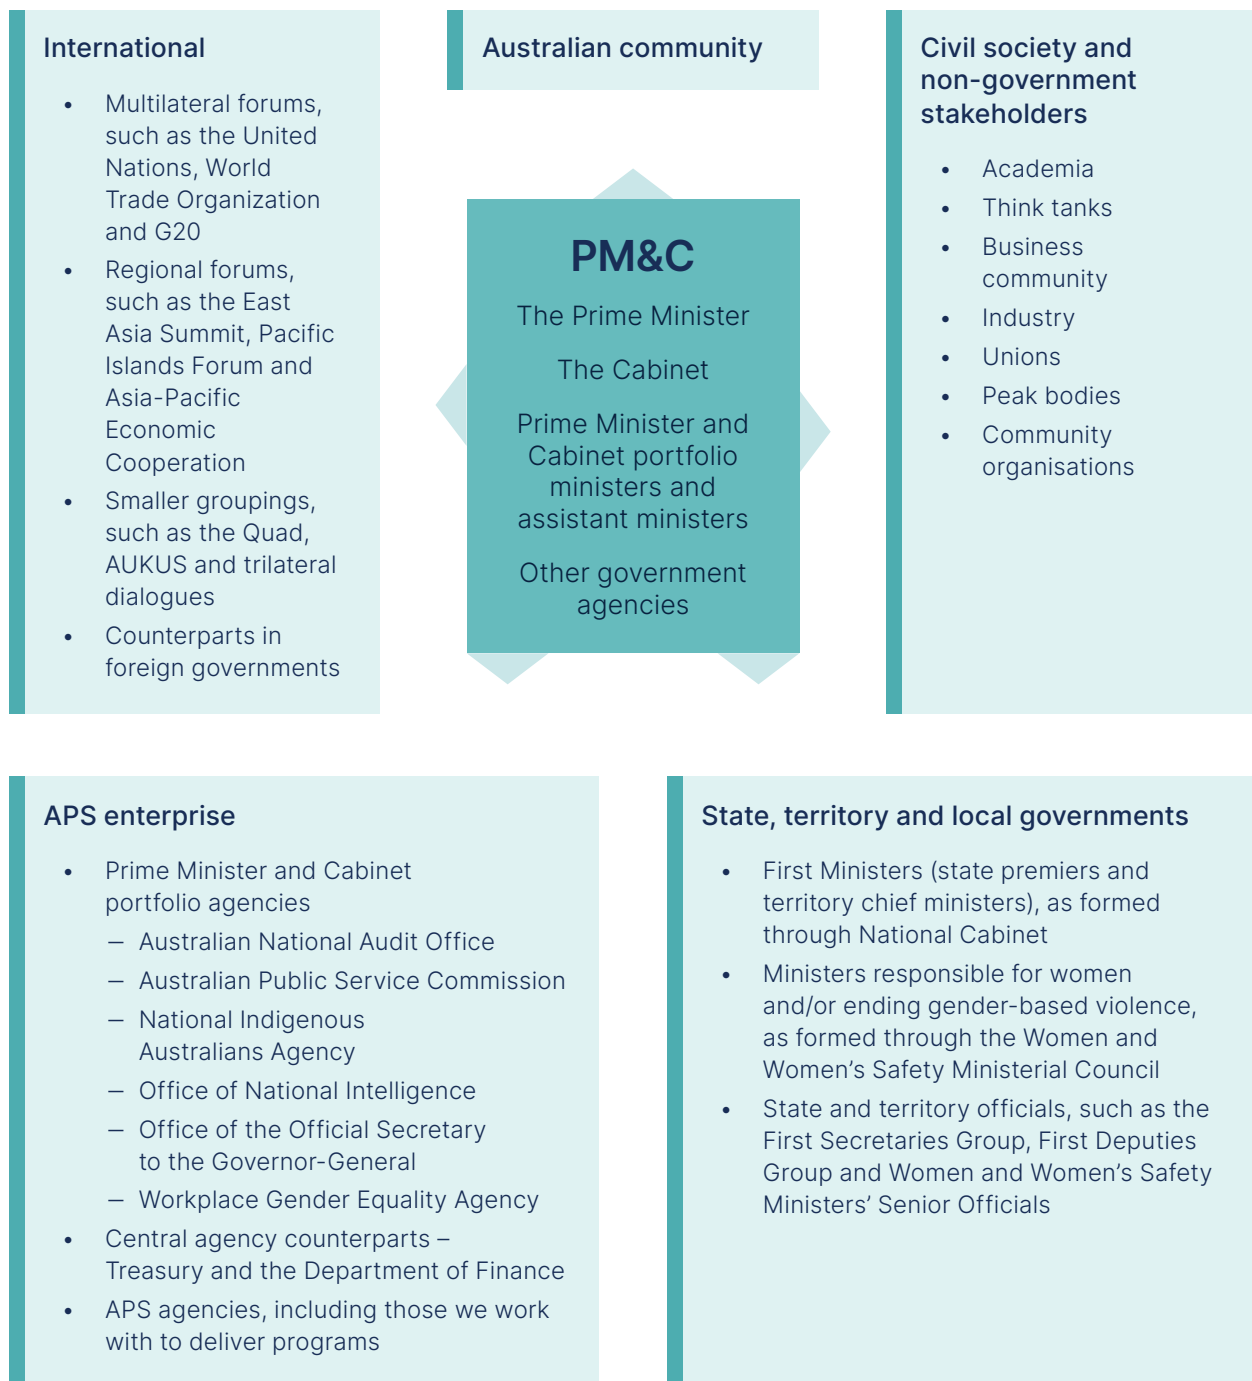 International
• Multilateral forums,
such as the United
Nations, World
Trade Organization
and G20
• Regional forums,
such as the East
Asia Summit, Pacific
Islands Forum and
Asia-Pacific
Economic
Cooperation
• Smaller groupings,
such as the Quad,
AUKUS and trilateral
dialogues
• Counterparts in
foreign governments
Australian community
PM&C
The Prime Minister
The Cabinet
Prime Minister and
Cabinet portfolio
ministers and
assistant ministers
Other government
agencies
Civil society and
non-government
stakeholders
• Academia
• Think tanks
• Business
community
• Industry
• Unions
• Peak bodies
• Community
organisations
APS enterprise
• Prime Minister and Cabinet
portfolio agencies
– Australian National Audit Office
– Australian Public Service Commission
– National Indigenous
Australians Agency
– Office of National Intelligence
– Office of the Official Secretary
to the Governor-General
– Workplace Gender Equality Agency
• Central agency counterparts –
Treasury and the Department of Finance
• APS agencies, including those we work
with to deliver programs
State, territory and local governments
• First Ministers (state premiers and
territory chief ministers), as formed
through National Cabinet
• Ministers responsible for women
and/or ending gender-based violence,
as formed through the Women and
Women’s Safety Ministerial Council
• State and territory officials, such as the
First Secretaries Group, First Deputies
Group and Women and Women’s Safety
Ministers’ Senior Officials